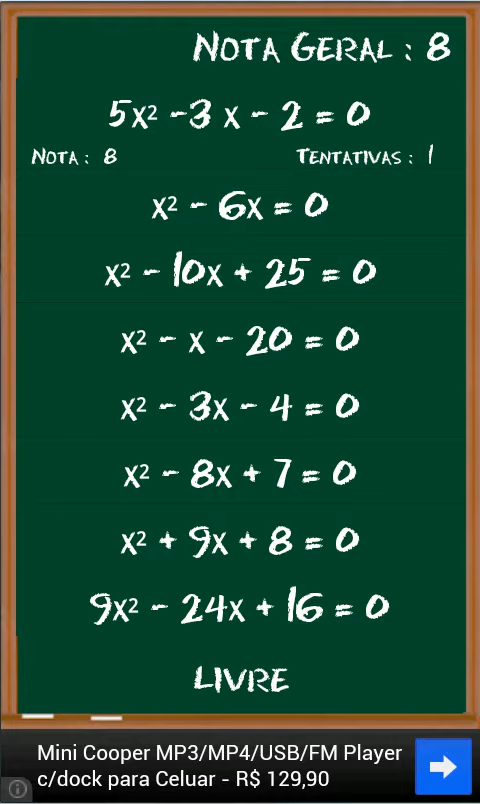 Nota Geral : 8
5x² - 3 x - 2 = 0
Nota : 8 Tentativas : 1
x² - 6x = 0
x² - 10x + 25 = 0
x² - x - 20 = 0
x² - 3x - 4 = 0
x² - 8x + 7 = 0
x² + 9x + 8 = 0
9x² - 24x + 16 = 0
LIVRE
Mini Cooper MP3/MP4/USB/FM Player
c/dock para Celuar - R$ 129,90